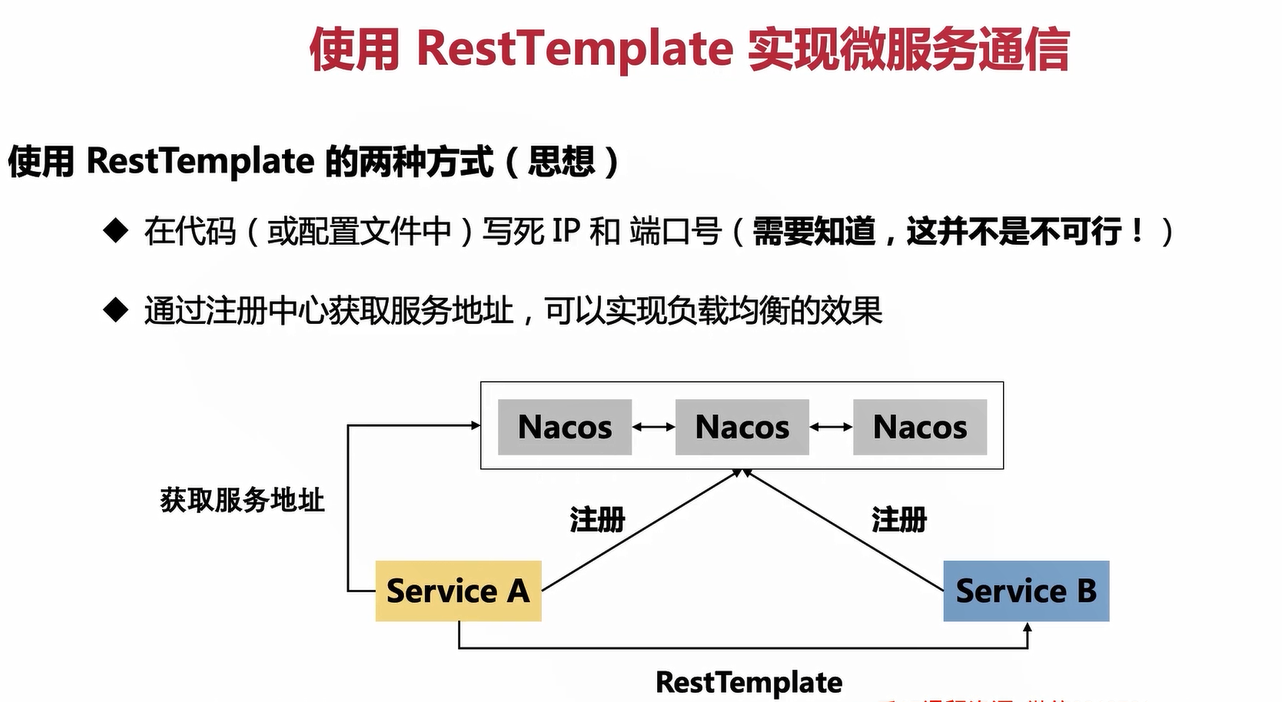 使用 RestTemplate 实现微服务通信
使用 RestTemplate 的两种方式（思想）
◆ 在代码（或配置文件中）写死 IP 和 端口号（需要知道，这并不是不可行！）
◆ 通过注册中心获取服务地址，可以实现负载均衡的效果
Nacos Nacos Nacos
获取服务地址
注册 注册
Service A Service B
RestTemplate